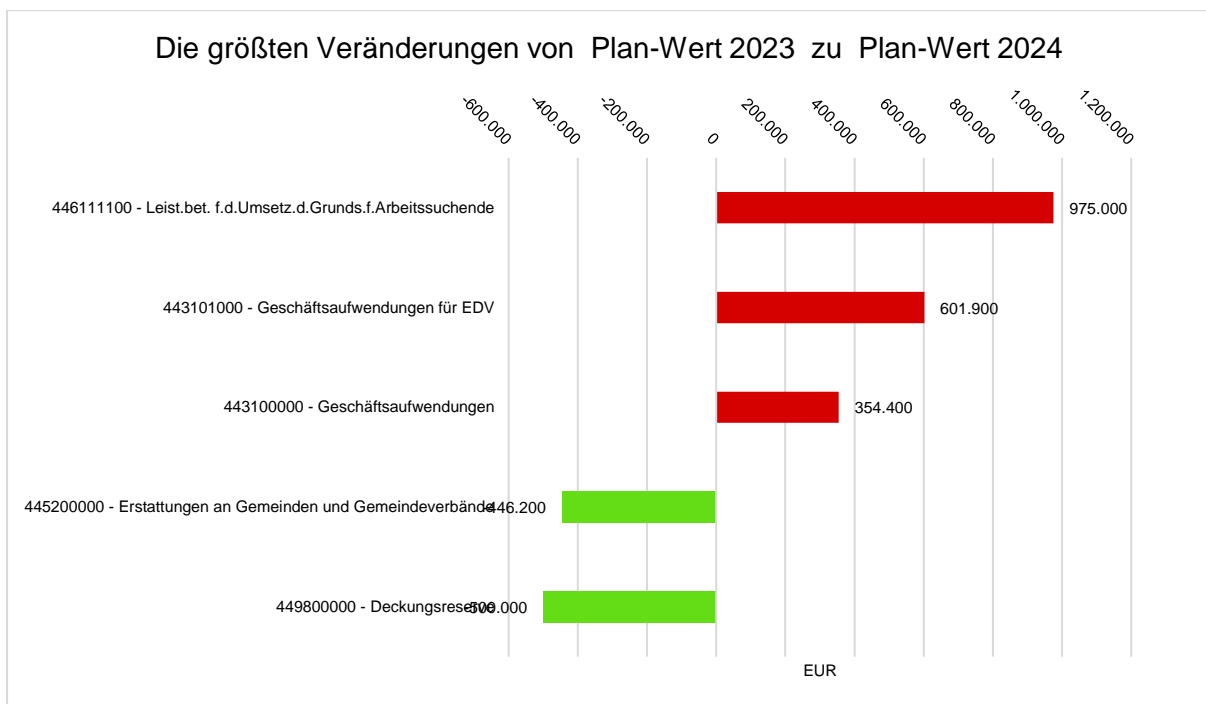 Die größten Veränderungen von  Plan-Wert 2023  zu  Plan-Wert 2024
-600.000
-400.000
-200.000
0
200.000
400.000
600.000
800.000
1.000.000
1.200.000
446111100 - Leist.bet. f.d.Umsetz.d.Grunds.f.Arbeitssuchende
975.000
443101000 - Geschäftsaufwendungen für EDV
601.900
443100000 - Geschäftsaufwendungen
354.400
445200000 - Erstattungen an Gemeinden und Gemeindeverbände
-446.200
449800000 - Deckungsreserve
-500.000
EUR